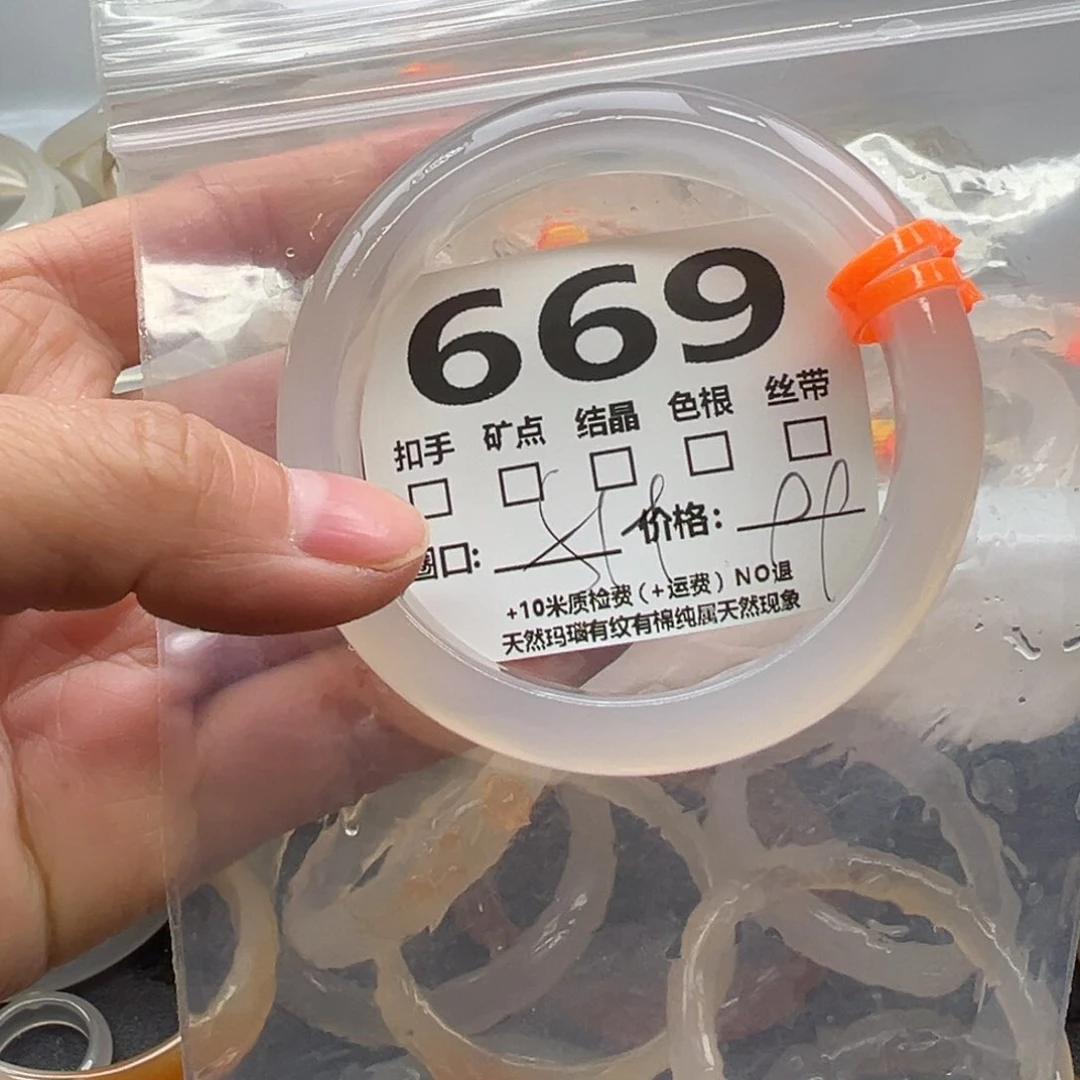 669
扣手 矿点 结晶 色根 丝带
圈口: 价格:
+10米质检费(+运费)NO退
天然玛瑙有纹有棉纯属天然现象